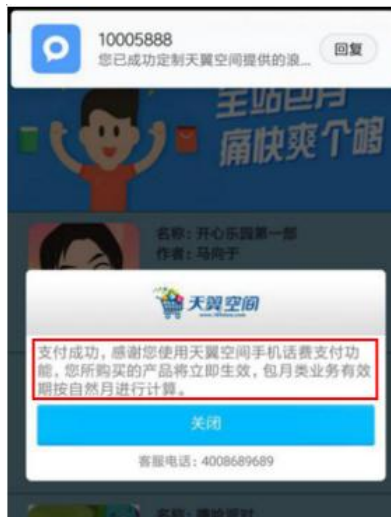 10005888
您已成功定制天翼空间提供的浪...
回复
全站包月
痛快爽个够
名称：开心乐园第一部
作者：马向于
天翼空间
支付成功，感谢您使用天翼空间手机话费支付功
能，您所购买的产品将立即生效，包月类业务有效
期按自然月进行计算。
关闭
客服电话：4008689689